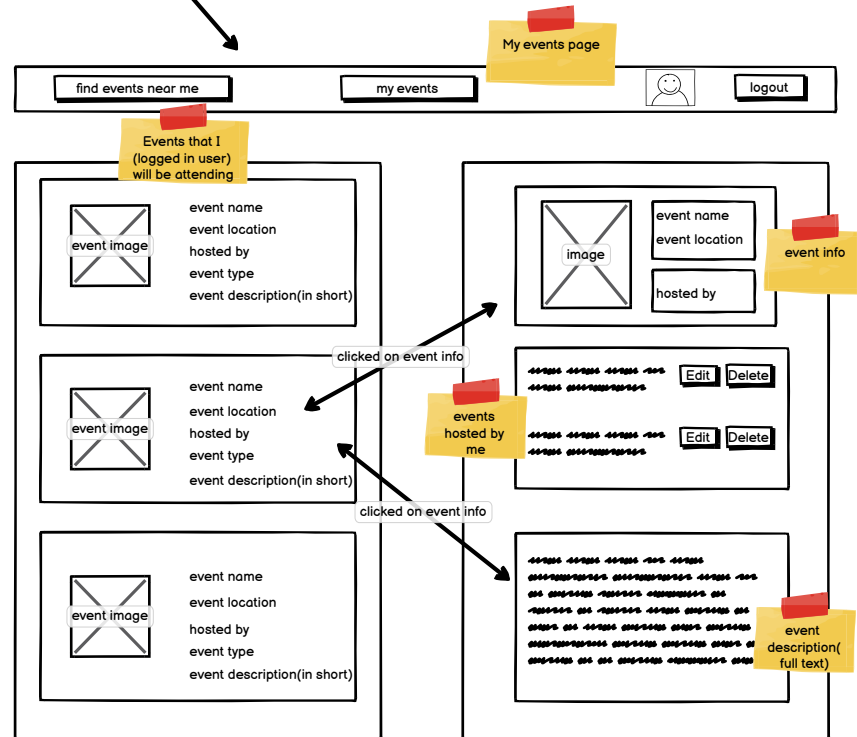 My events page
find events near me
my events
logout
Events that I
(logged in user)
will be attending
event image
event name
event location
hosted by
event type
event description(in short)
event image
event name
event location
hosted by
event type
event description(in short)
event image
event name
event location
hosted by
event type
event description(in short)
image
event name
event location
hosted by
event info
clicked on event info
Edit
Delete
events
hosted by
me
Edit
Delete
clicked on event info
event
description(
full text)